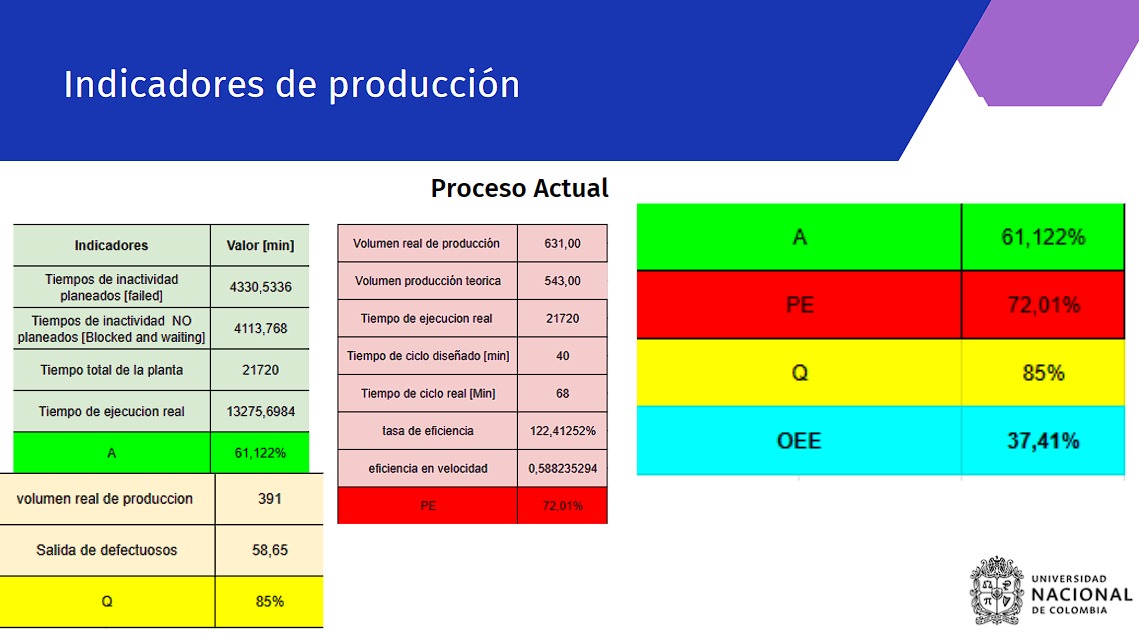 Indicadores de producción
Proceso Actual
Indicadores Valor [min]
Tiempos de inactividad
planeados [failed] 4330,5336
Tiempos de inactividad NO
planeados [Blocked and waiting] 4113,768
Tiempo total de la planta 21720
Tiempo de ejecucion real 13275,6984
A 61,122%
volumen real de produccion 391
Salida de defectuosos 58,65
Q 85%
Volumen real de producción 631,00
Volumen producción teorica 543,00
Tiempo de ejecucion real 21720
Tiempo de ciclo diseñado [min] 40
Tiempo de ciclo real [Min] 68
tasa de eficiencia 122,41252%
eficiencia en velocidad 0,588235294
PE 72,01%
A 61,122%
PE 72,01%
Q 85%
OEE 37,41%
UNIVERSIDAD
NACIONAL
DE COLOMBIA